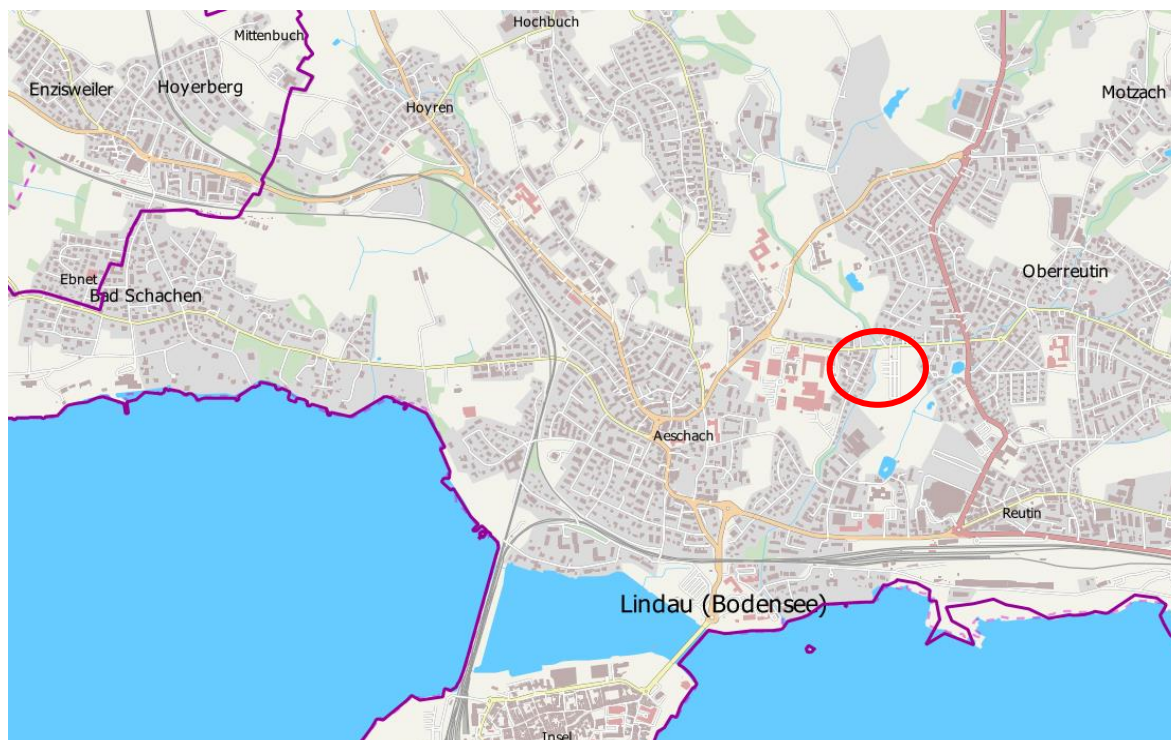 Hochbuch
Mittenbuch
Enzisweiler
Hoyerberg
Motzach
Hoyren
Oberreutin
Ebnet
Bad Schachen
Aeschach
Reutin
Lindau (Bodensee)
Insel